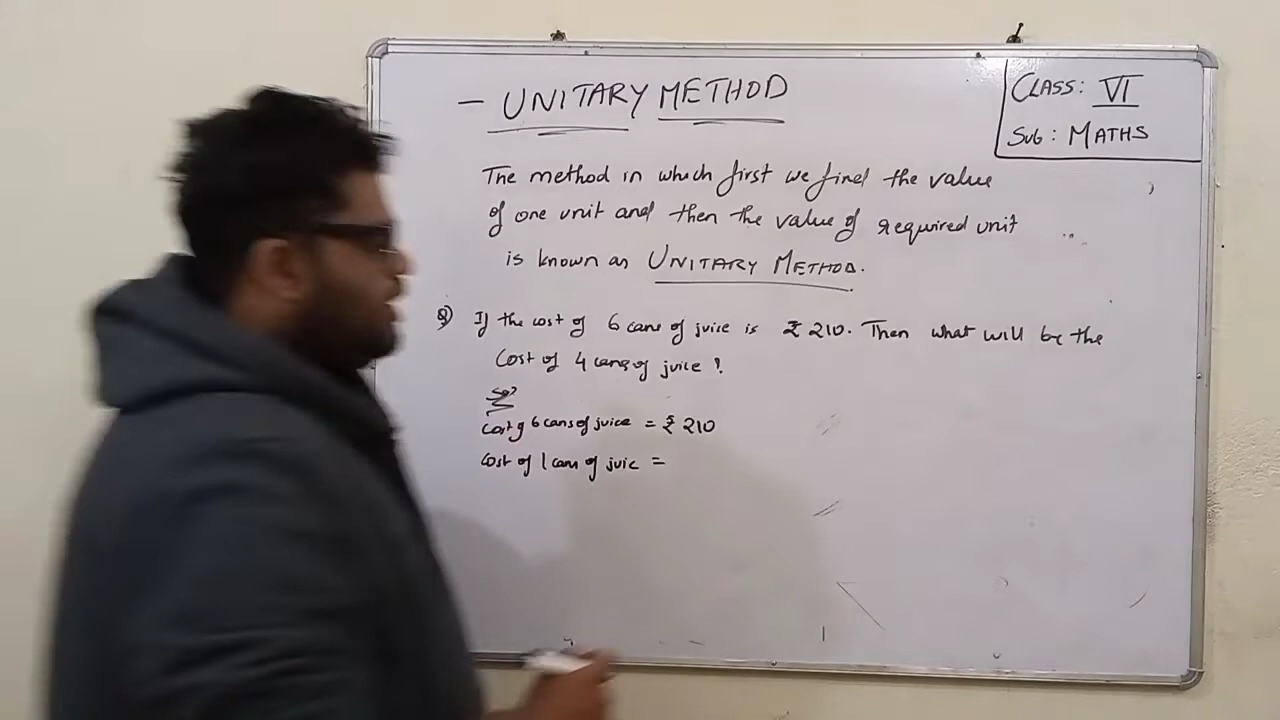 - UNITARY METHOD
CLASS: VI
Sub: MATHS
The method in which first we find the value
of one unit and then the value of required unit
is known as UNITARY METHOD.
Q) If the cost of 6 cans of juice is ₹ 210. Then what will be the
Cost of 4 cans of juice ?
Sol
Cost of 6 cans of juice = ₹ 210
Cost of 1 can of juic =